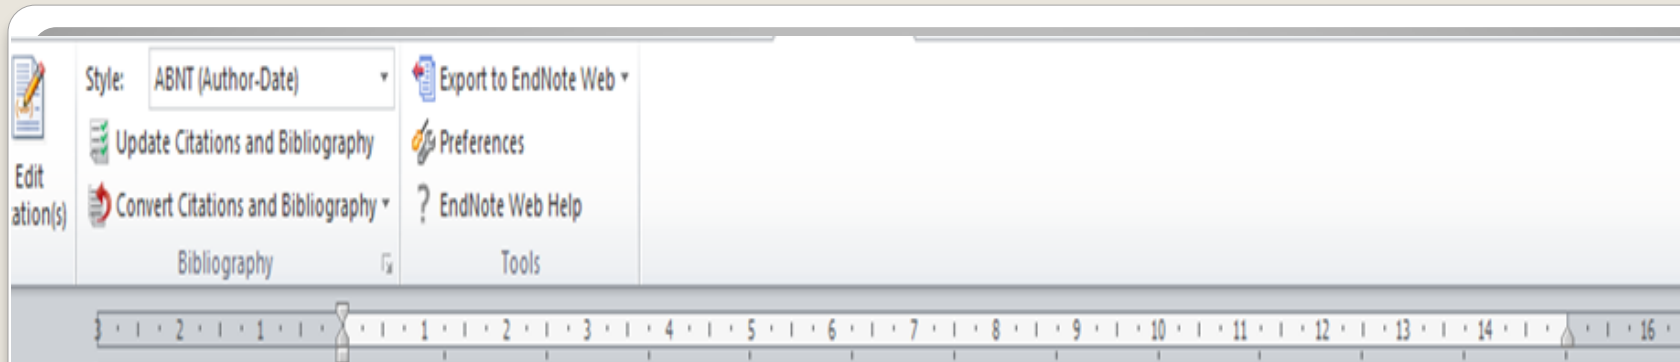 Style: ABNT (Author-Date)
Update Citations and Bibliography
Convert Citations and Bibliography
Bibliography
Edit
ation(s)
Export to EndNote Web
Preferences
? EndNote Web Help
Tools
3 2 1 1 2 3 4 5 6 7 8 9 10 11 12 13 14 16